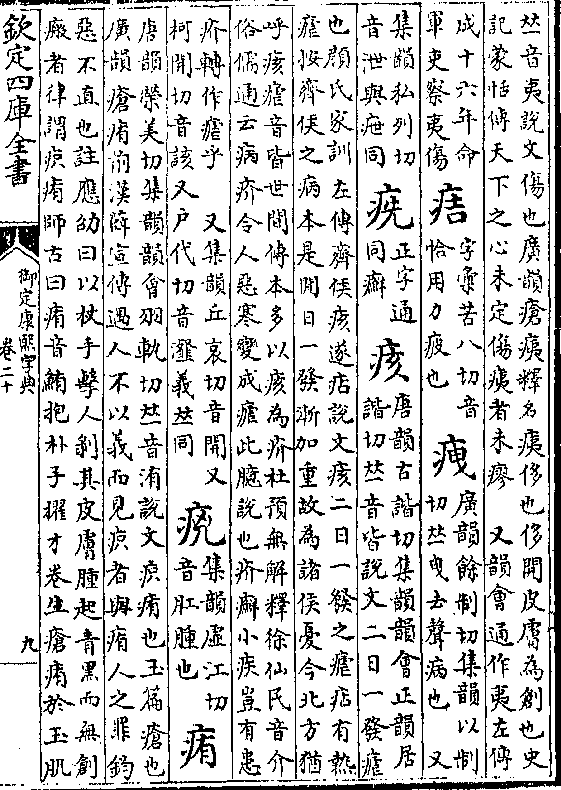 𠀤音夷說文傷也廣韻瘡痍釋名痍侈也侈開皮膚為創也史
記蒯恬傳天下之心未定傷痍者未瘳　又韻會通作夷左傳
成十六年命軍吏察夷傷　㾑　字彙苦八切音恰用力疲也　㾐　廣韻餘制切集韻以制切𠀤曳去聲病也　又
集韻私列切音泄與疶同　㽾　正字通同癬　痎　唐韻古諧切集韻韻會正韻居諧切𠀤音皆說文二日一發瘧
也顏氏家訓左傳齊侯痎遂痁說文痎二日一發之瘧痁有熱
瘧按齊侯之病本是閒日一發漸加重故為諸侯憂今北方猶
呼痎瘧音皆世閒傳本多以痎為疥杜預無解釋徐仙民音介
俗儒通云病疥令人惡寒變成瘧此臆說也疥癬小疾豈有患
疥轉作瘧乎　又集韻丘哀切音開又柯開切音該又戶代切音瀣義𠀤同　㾏　集韻虛江切音肛腫也　痏
唐韻榮美切集韻韻會羽軌切𠀤音洧說文疻痏也玉篇瘡也
廣韻瘡痏前漢薛宣傳遇人不以義而見疻者與痏人之罪鈞
惡不直也註應劭曰以杖手擊人剝其皮膚腫起青黑而無創
瘢者律謂疻痏師古曰痏音鮪抱朴子擢才卷生瘡痏於玉肌
欽定四庫全書
御定康熙字典
卷二十
九